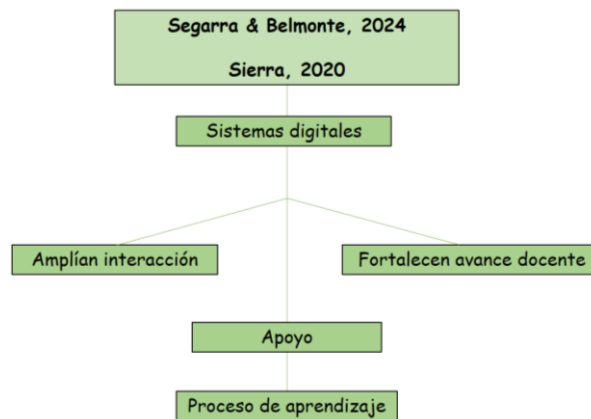 Segarra & Belmonte, 2024
Sierra, 2020
Sistemas digitales
Amplían interacción
Fortalecen avance docente
Apoyo
Proceso de aprendizaje